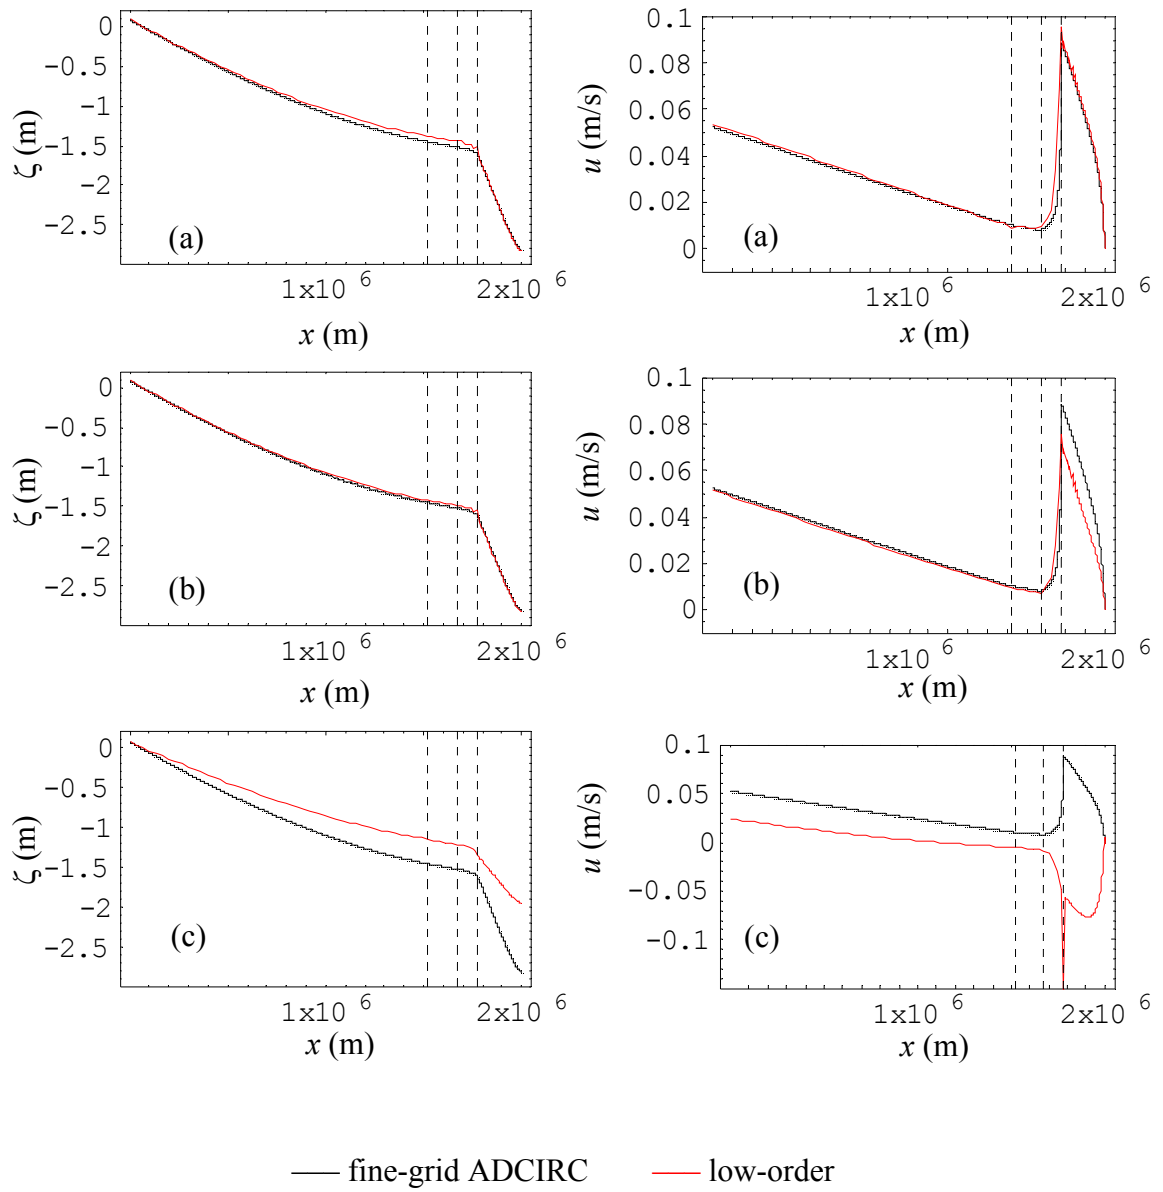 0
-0.5
-1
-1.5
-2
-2.5
ζ (m)
(a)
1x10 6
2x10 6
x (m)
0.1
0.08
0.06
0.04
0.02
0
u (m/s)
(a)
1x10 6
2x10 6
x (m)
0
-0.5
-1
-1.5
-2
-2.5
ζ (m)
(b)
1x10 6
2x10 6
x (m)
0.1
0.08
0.06
0.04
0.02
0
u (m/s)
(b)
1x10 6
2x10 6
x (m)
0
-0.5
-1
-1.5
-2
-2.5
ζ (m)
(c)
1x10 6
2x10 6
x (m)
0.1
0.05
0
-0.05
-0.1
u (m/s)
(c)
1x10 6
2x10 6
x (m)
fine-grid ADCIRC
low-order